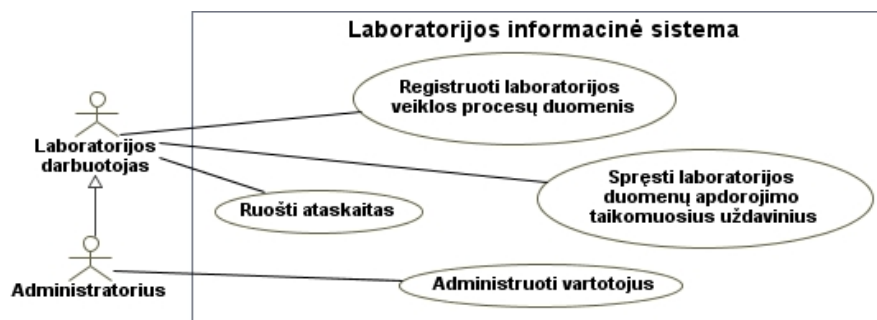 Laboratorijos informacinė sistema
Registruoti laboratorijos
veiklos procesų duomenis
Laboratorijos
darbuotojas
Spręsti laboratorijos
duomenų apdorojimo
taikomuosius uždavinius
Ruošti ataskaitas
Administratorius
Administruoti vartotojus